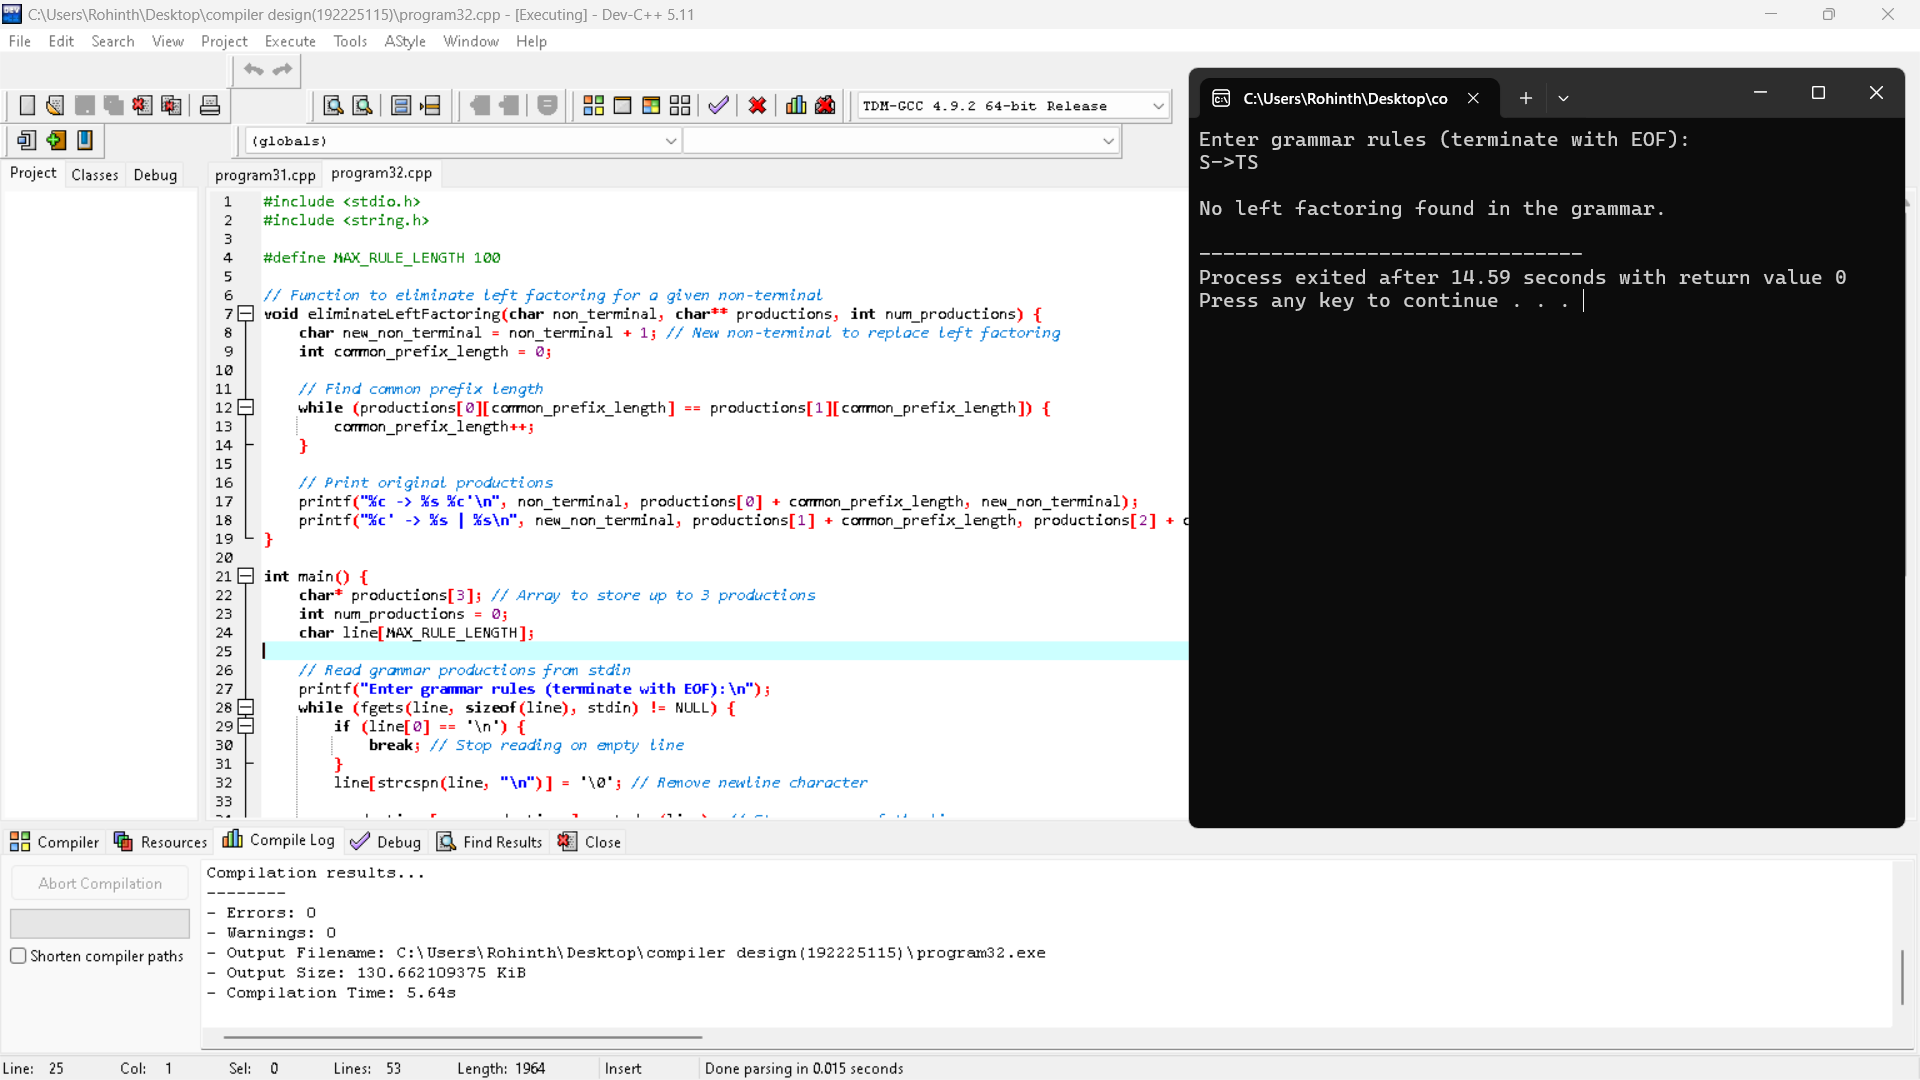 C:\Users\Rohinth\Desktop\compiler design(192225115)\program32.cpp - [Executing] - Dev-C++ 5.11
File Edit Search View Project Execute Tools AStyle Window Help
TDM-GCC 4.9.2 64-bit Release
(globals)
Project Classes Debug
program31.cpp program32.cpp
1 #include <stdio.h>
2 #include <string.h>
3
4 #define MAX_RULE_LENGTH 100
5
6 // Function to eliminate left factoring for a given non-terminal
7 void eliminateLeftFactoring(char non_terminal, char** productions, int num_productions) {
8 char new_non_terminal = non_terminal + 1; // New non-terminal to replace left factoring
9 int common_prefix_length = 0;
10
11 // Find common prefix length
12 while (productions[0][common_prefix_length] == productions[1][common_prefix_length]) {
13 common_prefix_length++;
14 }
15
16 // Print original productions
17 printf("%c -> %s %c'\n", non_terminal, productions[0] + common_prefix_length, new_non_terminal);
18 printf("%c' -> %s | %s\n", new_non_terminal, productions[1] + common_prefix_length, productions[2] + c
19 }
20
21 int main() {
22 char* productions[3]; // Array to store up to 3 productions
23 int num_productions = 0;
24 char line[MAX_RULE_LENGTH];
25
26 // Read grammar productions from stdin
27 printf("Enter grammar rules (terminate with EOF):\n");
28 while (fgets(line, sizeof(line), stdin) != NULL) {
29 if (line[0] == '\n') {
30 break; // Stop reading on empty line
31 }
32 line[strcspn(line, "\n")] = '\0'; // Remove newline character
33
C:\Users\Rohinth\Desktop\co
Enter grammar rules (terminate with EOF):
S->TS
No left factoring found in the grammar.
--------------------------------
Process exited after 14.59 seconds with return value 0
Press any key to continue . . .
Compiler Resources Compile Log Debug Find Results Close
Abort Compilation
Shorten compiler paths
Compilation results...
--------
- Errors: 0
- Warnings: 0
- Output Filename: C:\Users\Rohinth\Desktop\compiler design(192225115)\program32.exe
- Output Size: 130.662109375 KiB
- Compilation Time: 5.64s
Line: 25 Col: 1 Sel: 0 Lines: 53 Length: 1964 Insert Done parsing in 0.015 seconds